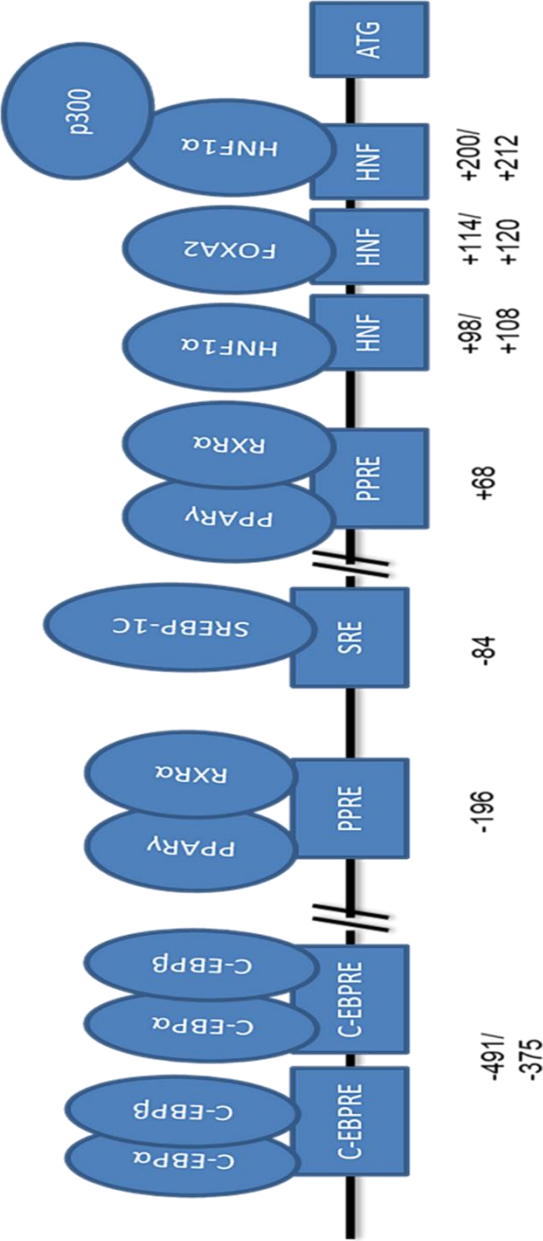 C-EBPα
C-EBPβ
C-EBPα
C-EBPβ
PPARγ
RXRα
SREBP-1C
PPARγ
RXRα
HNF1α
FOXA2
HNF1α
p300
C-EBPRE
C-EBPRE
PPRE
SRE
PPRE
HNF
HNF
HNF
ATG
-491/
-375
-196
-84
+68
+98/
+108
+114/
+120
+200/
+212